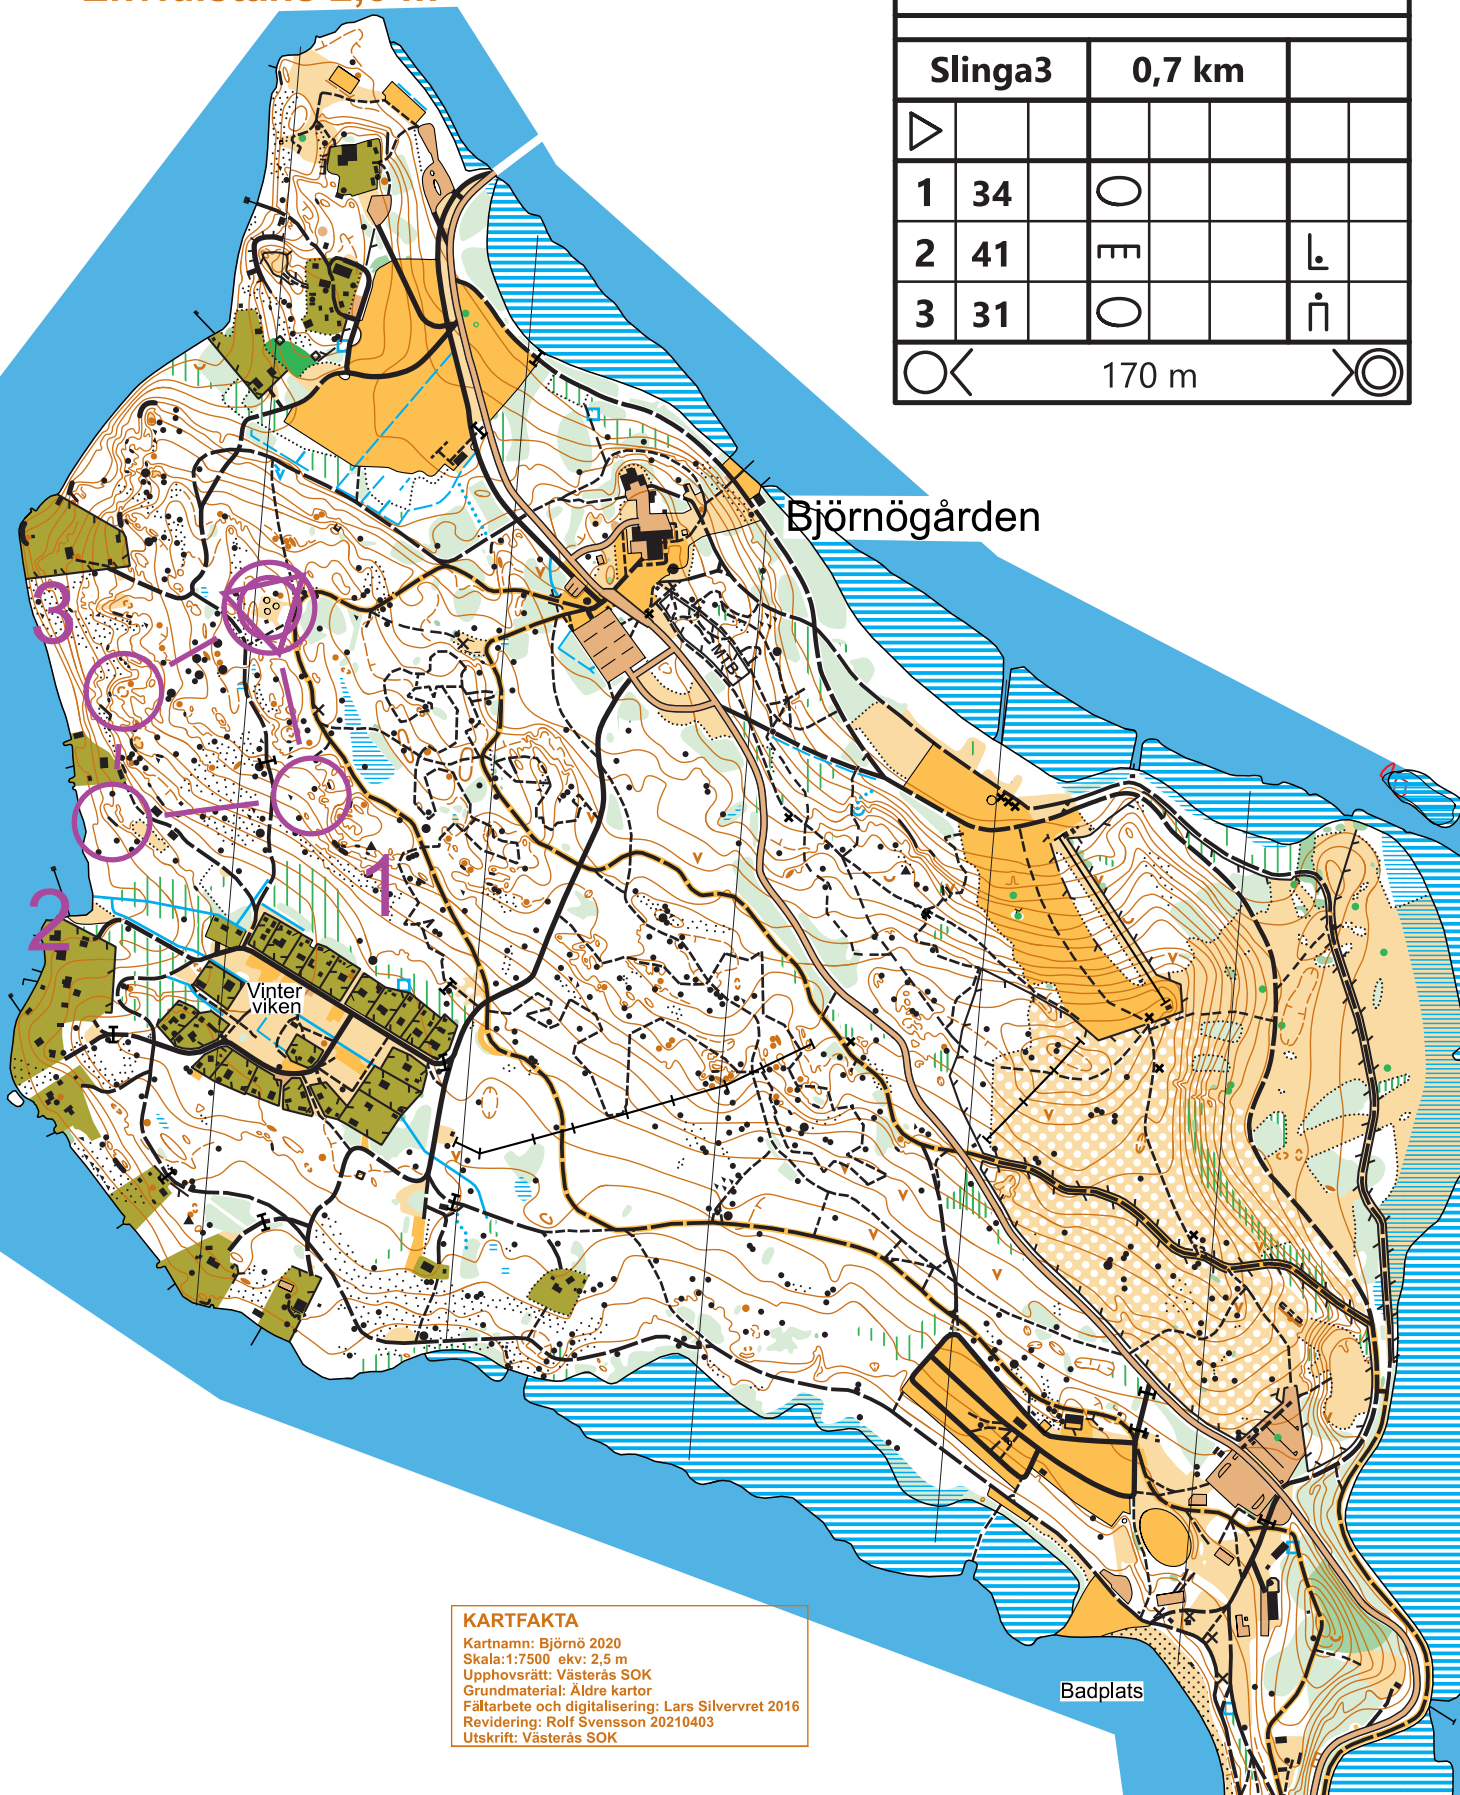 Slinga3 0,7 km
1 34
2 41
3 31
170 m
Björnögården
MTB
3
1
2
Vinter
viken
KARTFAKTA
Kartnamn: Björnö 2020
Skala:1:7500 ekv: 2,5 m
Upphovsrätt: Västerås SOK
Grundmaterial: Äldre kartor
Fältarbete och digitalisering: Lars Silvervret 2016
Revidering: Rolf Svensson 20210403
Utskrift: Västerås SOK
Badplats